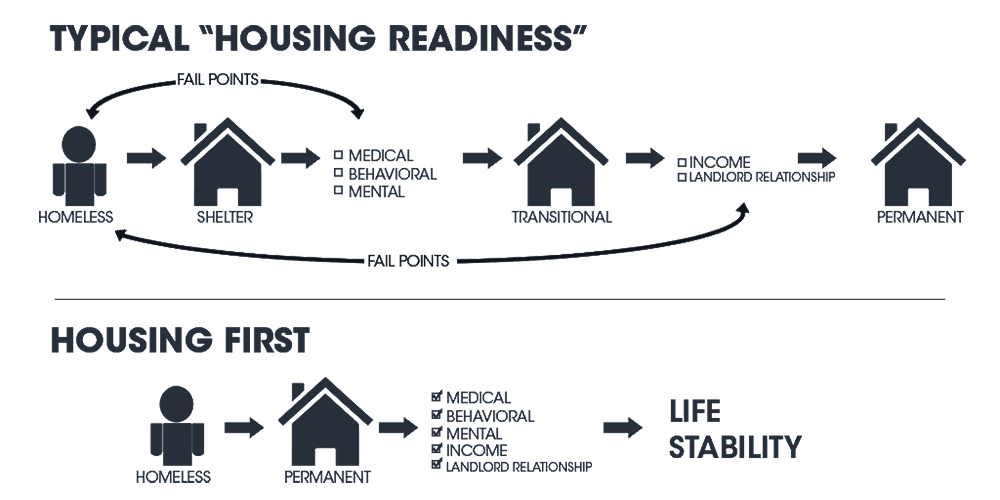 TYPICAL “HOUSING READINESS”
FAIL POINTS
MEDICAL
BEHAVIORAL
MENTAL
INCOME
LANDLORD RELATIONSHIP
HOMELESS
SHELTER
TRANSITIONAL
PERMANENT
FAIL POINTS
HOUSING FIRST
MEDICAL
BEHAVIORAL
MENTAL
INCOME
LANDLORD RELATIONSHIP
LIFE
STABILITY
HOMELESS
PERMANENT